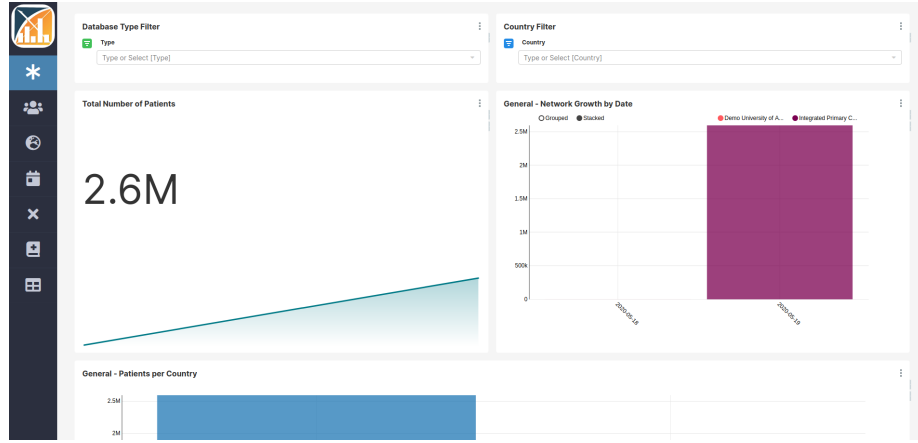 Database Type Filter
Type
Type or Select [Type]
Country Filter
Country
Type or Select [Country]
Total Number of Patients
2.6M
General - Network Growth by Date
Grouped Stacked
Demo University of A... Integrated Primary C...
2.5M
2M
1.5M
1M
500k
0
2020-05-18
2020-05-19
General - Patients per Country
2.5M
2M